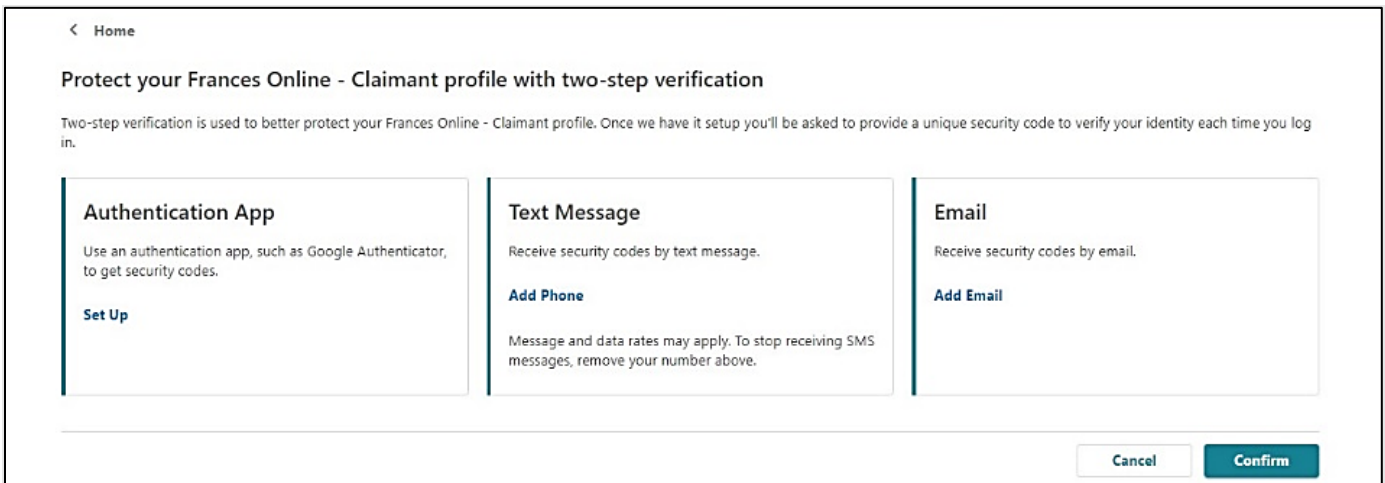 Home
Protect your Frances Online - Claimant profile with two-step verification
Two-step verification is used to better protect your Frances Online - Claimant profile. Once we have it setup you'll be asked to provide a unique security code to verify your identity each time you log
in.
Authentication App
Use an authentication app, such as Google Authenticator,
to get security codes.
Set Up
Text Message
Receive security codes by text message.
Add Phone
Message and data rates may apply. To stop receiving SMS
messages, remove your number above.
Email
Receive security codes by email.
Add Email
Cancel
Confirm